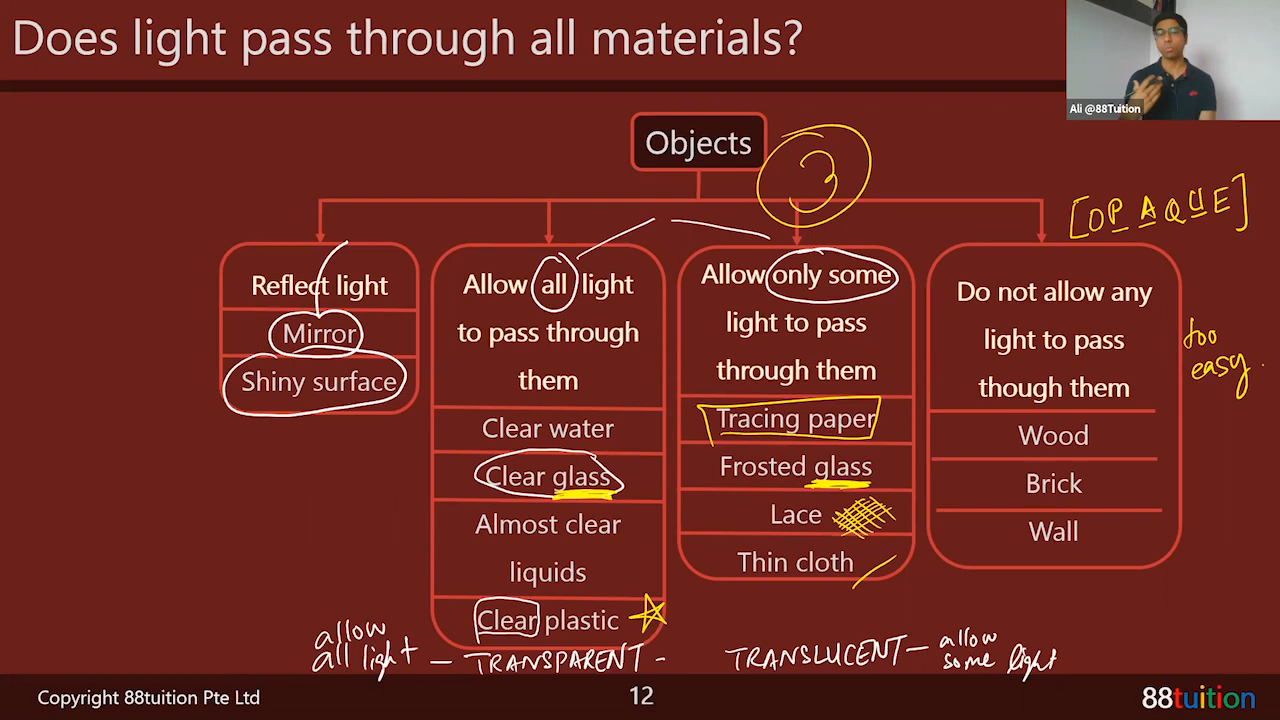 Does light pass through all materials?
Ali @88Tuition
Objects
3
[OPAQUE]
Reflect light
Mirror
Shiny surface
Allow all light
to pass through
them
Clear water
Clear glass
Almost clear
liquids
Clear plastic
Allow only some
light to pass
through them
Tracing paper
Frosted glass
Lace
Thin cloth
Do not allow any
light to pass
though them
Wood
Brick
Wall
too
easy.
allow
all light — TRANSPARENT -
TRANSLUCENT — allow
some light
Copyright 88tuition Pte Ltd
12
88tuition